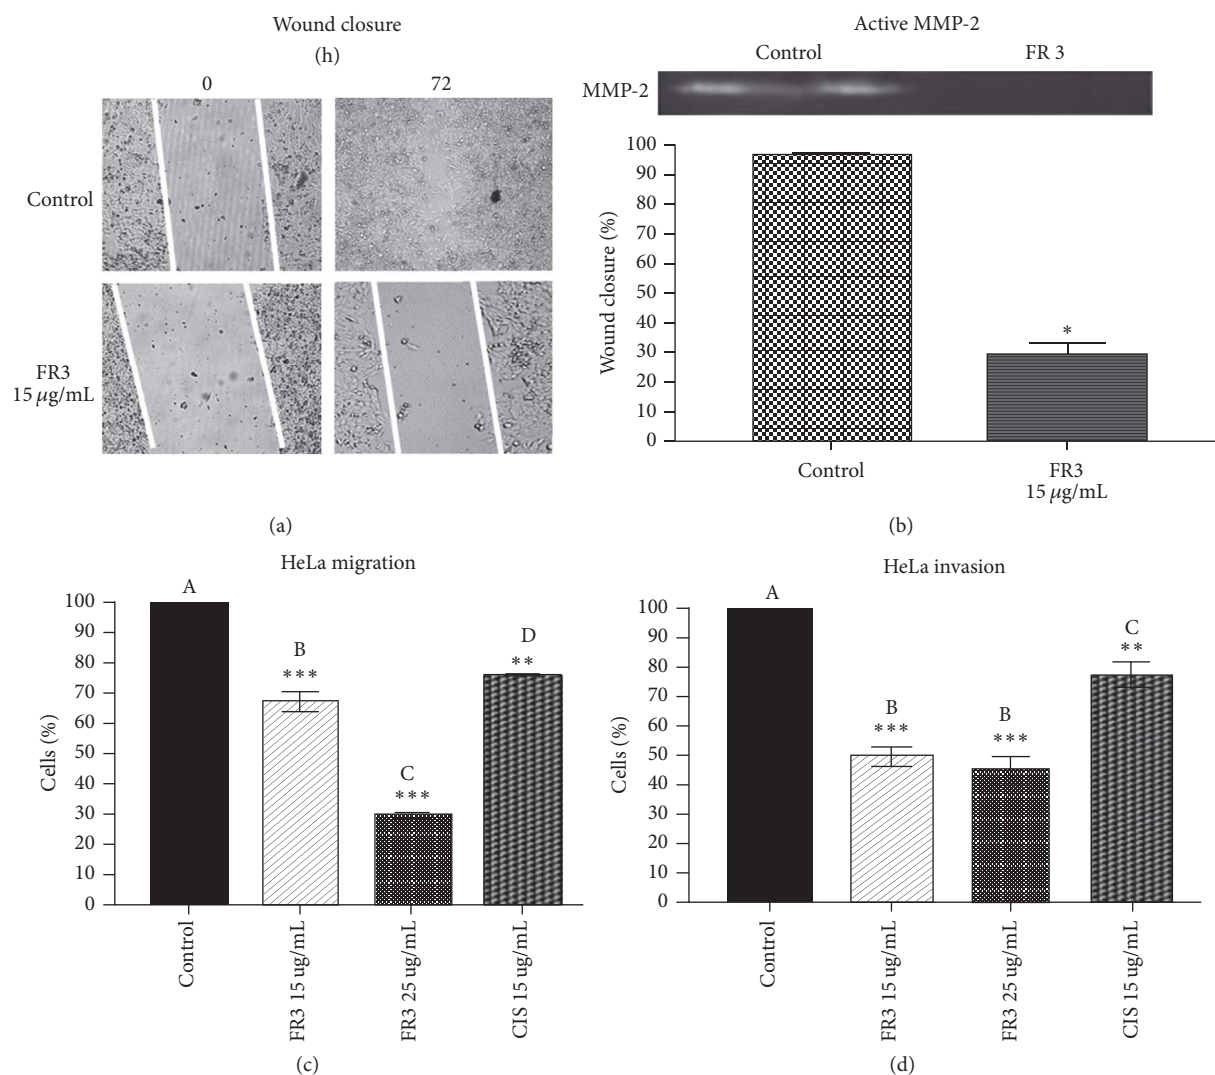 Wound closure
(h)
0 72
Control
FR3
15 µg/mL
(a)
Active MMP-2
Control FR 3
MMP-2
100
90
80
70
60
50
40
30
20
10
0
Wound closure (%)
*
Control FR3
15 µg/mL
(b)
HeLa migration
100
90
80
70
60
50
40
30
20
10
0
Cells (%)
A
B
***
C
***
D
**
Control
FR3 15 ug/mL
FR3 25 ug/mL
CIS 15 ug/mL
(c)
HeLa invasion
100
90
80
70
60
50
40
30
20
10
0
Cells (%)
A
B
***
B
***
C
**
Control
FR3 15 ug/mL
FR3 25 ug/mL
CIS 15 ug/mL
(d)